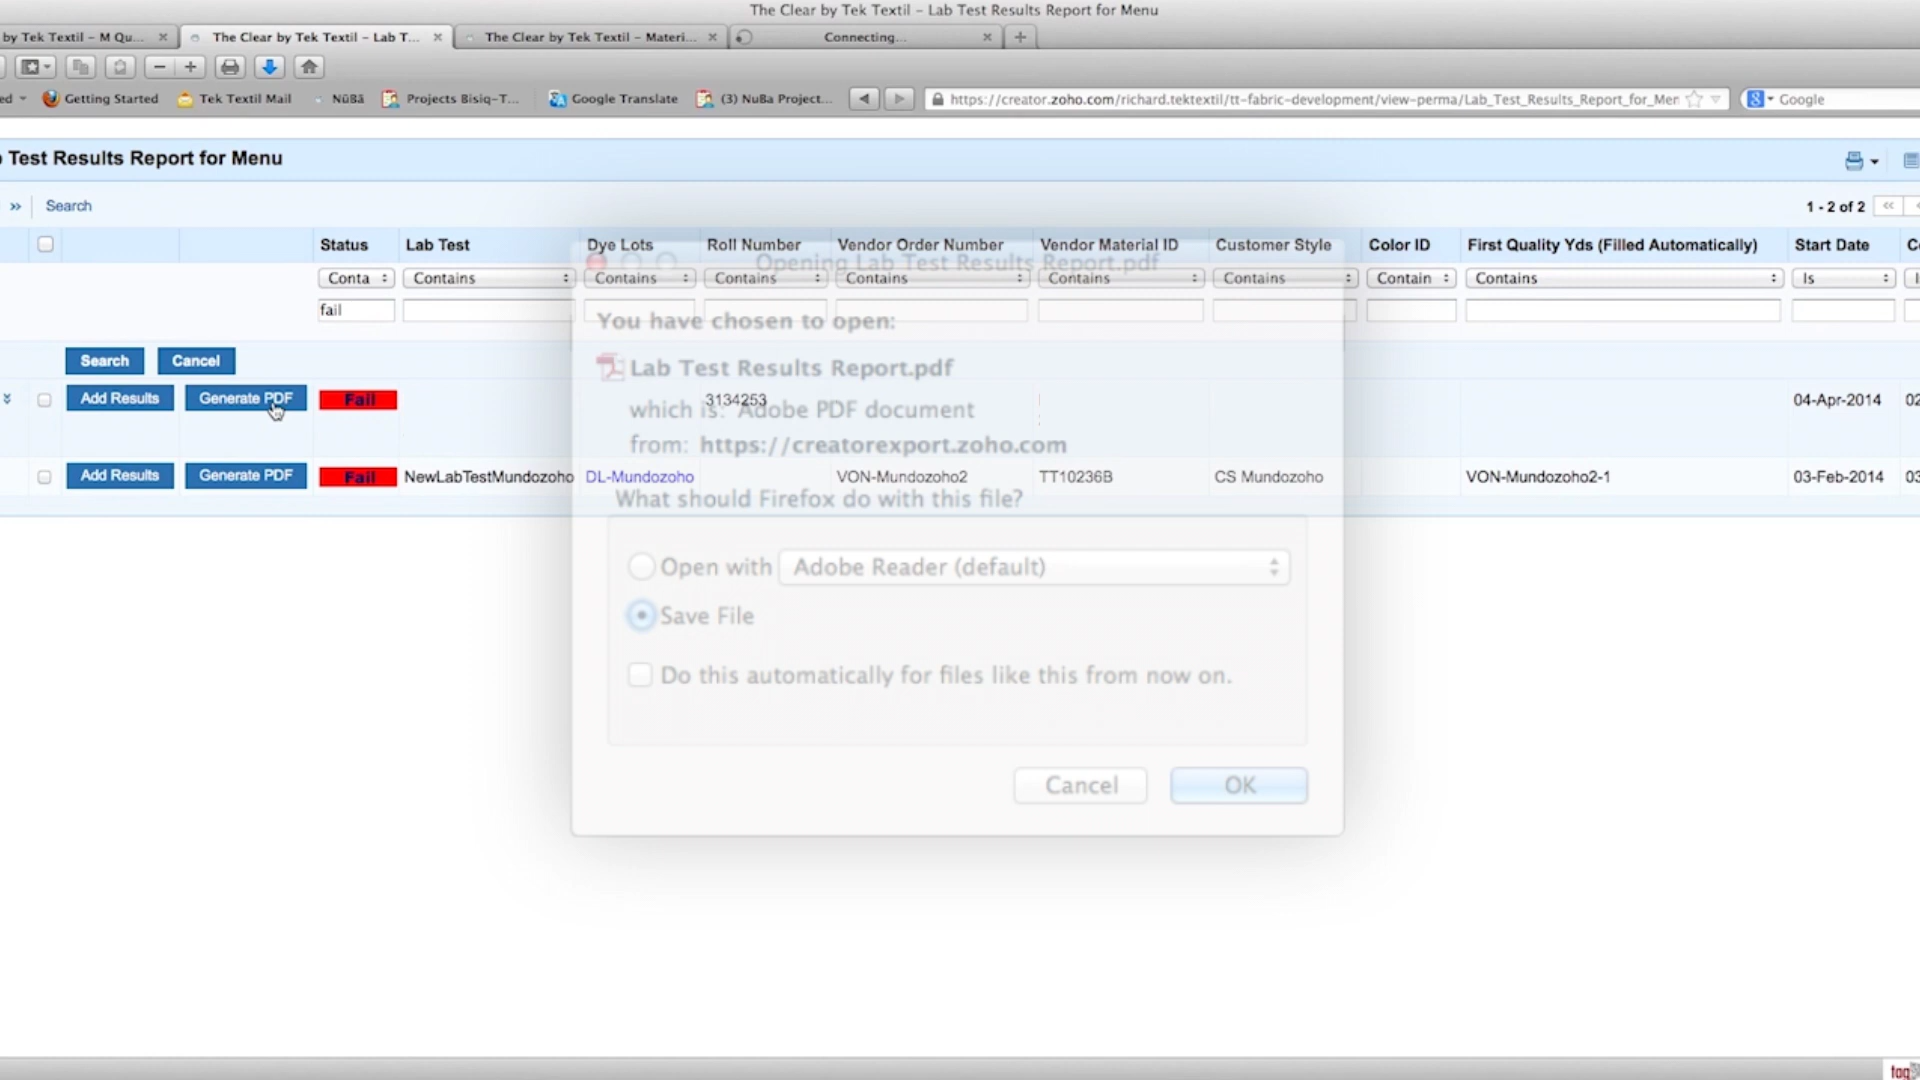 The Clear by Tek Textil – Lab Test Results Report for Menu
by Tek Textil – M Qu... The Clear by Tek Textil – Lab T... The Clear by Tek Textil – Materi... Connecting...
Getting Started Tek Textil Mail NūBā Projects Bisiq-T... Google Translate (3) NuBa Project... https://creator.zoho.com/richard.tektextil/tt-fabric-development/view-perma/Lab_Test_Results_Report_for_Men Google
Test Results Report for Menu
» Search 1 - 2 of 2
Status Lab Test Dye Lots Roll Number Vendor Order Number Vendor Material ID Customer Style Color ID First Quality Yds (Filled Automatically) Start Date
Opening Lab Test Results Report.pdf
Conta Contains Contains Contains Contains Contains Contains Contain Contains Is
fail
You have chosen to open:
Search Cancel
Lab Test Results Report.pdf
Add Results Generate PDF Fail 3134253 04-Apr-2014 02
which is: Adobe PDF document
from: https://creatorexport.zoho.com
Add Results Generate PDF Fail NewLabTestMundozoho DL-Mundozoho VON-Mundozoho2 TT10236B CS Mundozoho VON-Mundozoho2-1 03-Feb-2014 03
What should Firefox do with this file?
Open with Adobe Reader (default)
Save File
Do this automatically for files like this from now on.
Cancel OK